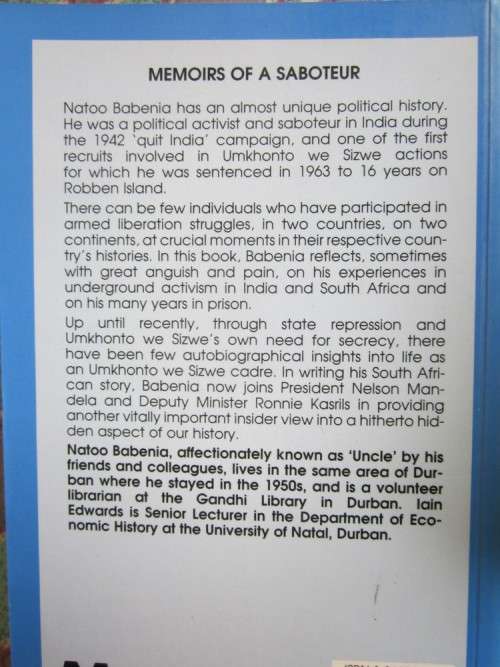 MEMOIRS OF A SABOTEUR
Natoo Babenia has an almost unique political history.
He was a political activist and saboteur in India during
the 1942 'quit India' campaign, and one of the first
recruits involved in Umkhonto we Sizwe actions
for which he was sentenced in 1963 to 16 years on
Robben Island.
There can be few individuals who have participated in
armed liberation struggles, in two countries, on two
continents, at crucial moments in their respective coun-
try's histories. In this book, Babenia reflects, sometimes
with great anguish and pain, on his experiences in
underground activism in India and South Africa and
on his many years in prison.
Up until recently, through state repression and
Umkhonto we Sizwe's own need for secrecy, there
have been few autobiographical insights into life as
an Umkhonto we Sizwe cadre. In writing his South Afri-
can story, Babenia now joins President Nelson Man-
dela and Deputy Minister Ronnie Kasrils in providing
another vitally important insider view into a hitherto hid-
den aspect of our history.
Natoo Babenia, affectionately known as 'Uncle' by his
friends and colleagues, lives in the same area of Dur-
ban where he stayed in the 1950s, and is a volunteer
librarian at the Gandhi Library in Durban. Iain
Edwards is Senior Lecturer in the Department of Eco-
nomic History at the University of Natal, Durban.